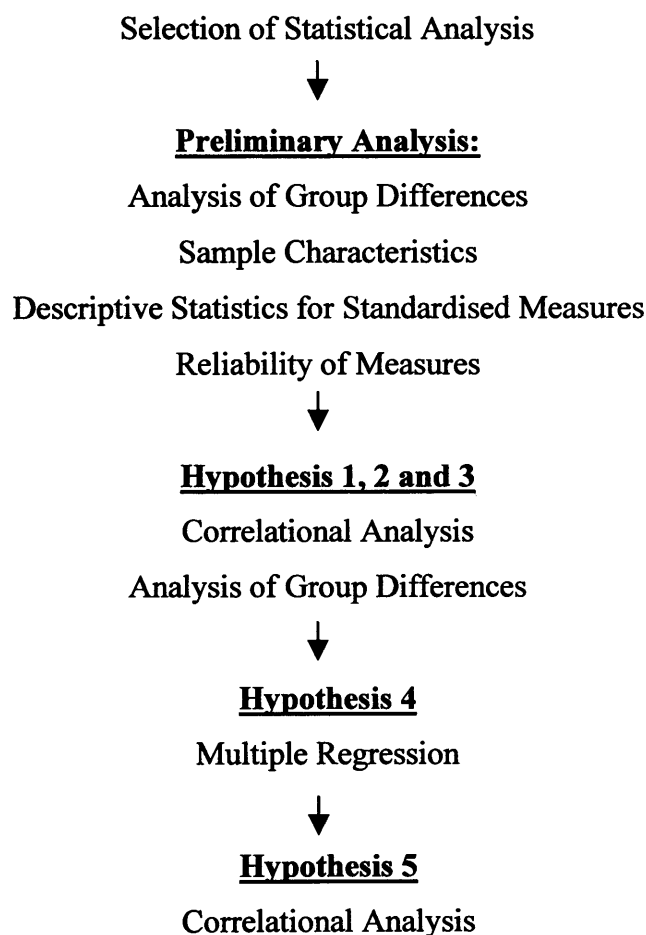 Selection of Statistical Analysis
Preliminary Analysis:
Analysis of Group Differences
Sample Characteristics
Descriptive Statistics for Standardised Measures
Reliability of Measures
Hypothesis 1, 2 and 3
Correlational Analysis
Analysis of Group Differences
Hypothesis 4
Multiple Regression
Hypothesis 5
Correlational Analysis